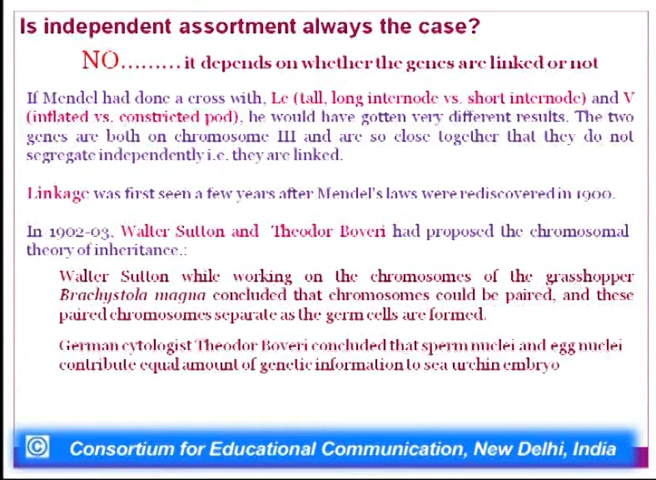 Is independent assortment always the case?
NO.........it depends on whether the genes are linked or not
If Mendel had done a cross with, Le (tall, long internode vs. short internode) and V
(inflated vs. constricted pod), he would have gotten very different results. The two
genes are both on chromosome III and are so close together that they do not
segregate independently i.e. they are linked.
Linkage was first seen a few years after Mendel's laws were rediscovered in 1900.
In 1902-03, Walter Sutton and Theodor Boveri had proposed the chromosomal
theory of inheritance.:
Walter Sutton while working on the chromosomes of the grasshopper
Brachystola magna concluded that chromosomes could be paired, and these
paired chromosomes separate as the germ cells are formed.
German cytologist Theodor Boveri concluded that sperm nuclei and egg nuclei
contribute equal amount of genetic information to sea urchin embryo
© Consortium for Educational Communication, New Delhi, India